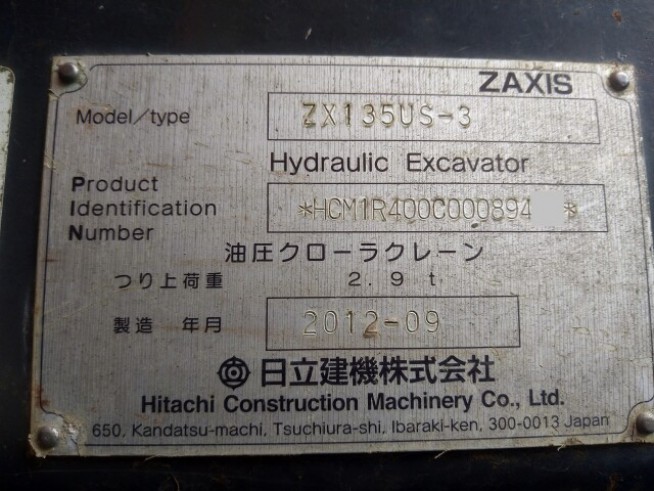 ZAXIS
Model/type ZX135US-3
Hydraulic Excavator
Product
Identification
Number
*HCM1R400C000894 *
油圧クローラクレーン
つり上荷重 2.9 t
製造 年月 2012-09
日立建機株式会社
Hitachi Construction Machinery Co., Ltd.
650, Kandatsu-machi, Tsuchiura-shi, Ibaraki-ken, 300-0013 Japan